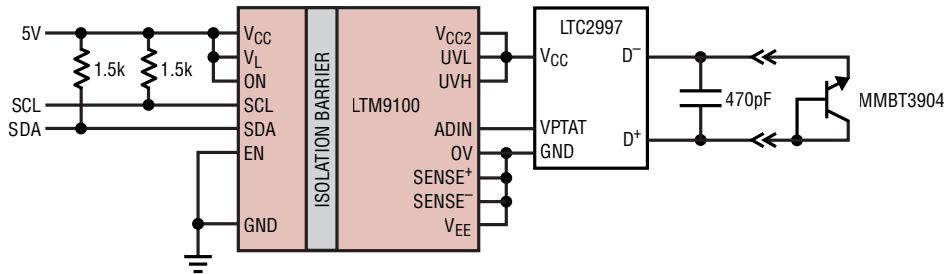 5V
SCL
SDA
1.5k
1.5k
VCC
VL
ON
SCL
SDA
EN
GND
ISOLATION BARRIER
LTM9100
VCC2
UVL
UVH
ADIN
0V
SENSE+
SENSE–
VEE
LTC2997
VCC
VPTAT
GND
D–
D+
470pF
MMBT3904